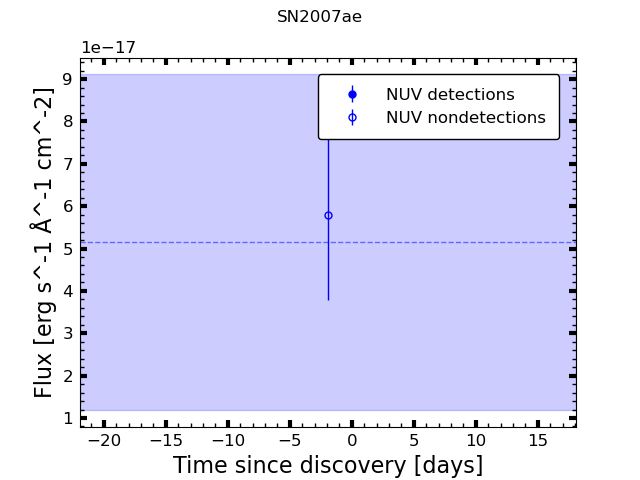 SN2007ae
1e−17
9
8
7
6
5
4
3
2
1
Flux [erg s^-1 Å^-1 cm^-2]
NUV detections
NUV nondetections
−20 −15 −10 −5 0 5 10 15
Time since discovery [days]